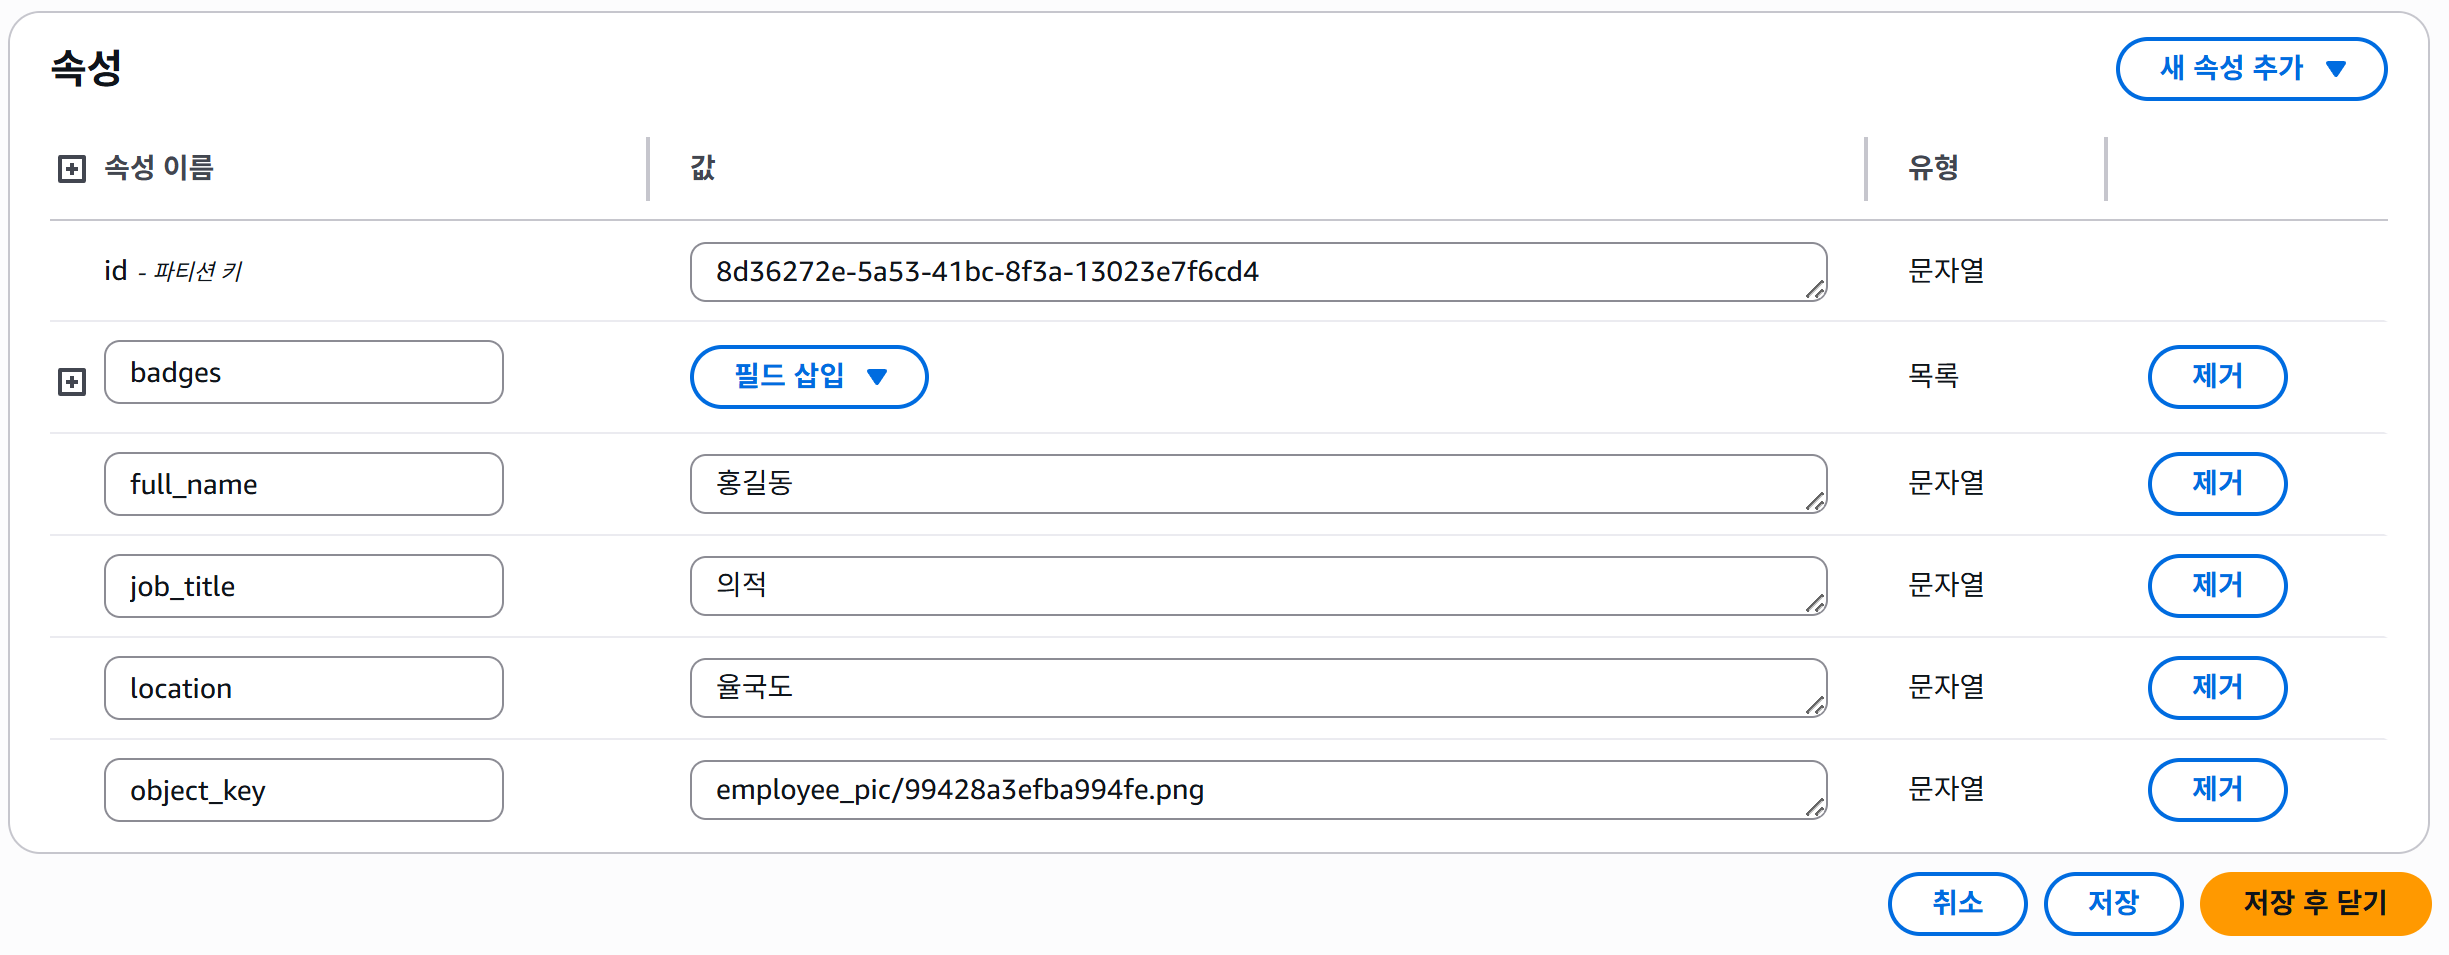 속성
새 속성 추가
속성 이름 값 유형
id - 파티션 키 8d36272e-5a53-41bc-8f3a-13023e7f6cd4 문자열
badges 필드 삽입 목록 제거
full_name 홍길동 문자열 제거
job_title 의적 문자열 제거
location 율국도 문자열 제거
object_key employee_pic/99428a3efba994fe.png 문자열 제거
취소 저장 저장 후 닫기